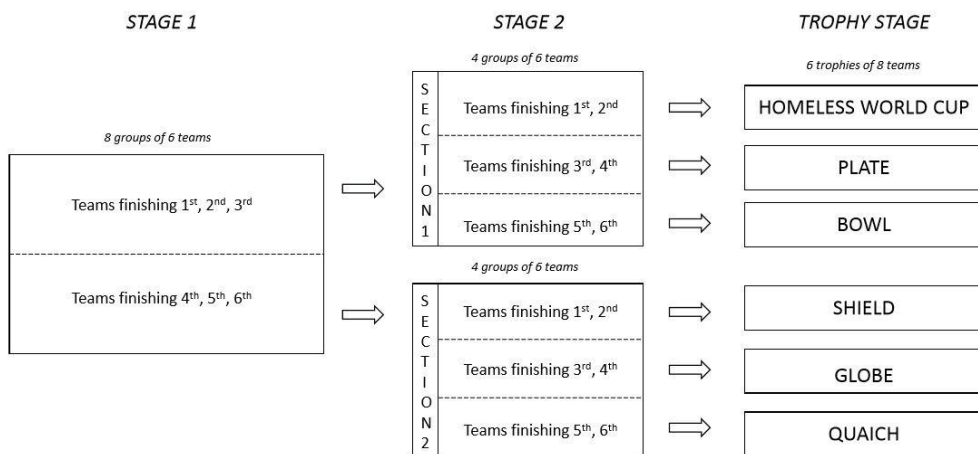 STAGE 1
STAGE 2
TROPHY STAGE
8 groups of 6 teams
Teams finishing 1st, 2nd, 3rd
Teams finishing 4th, 5th, 6th
4 groups of 6 teams
SECTION1
Teams finishing 1st, 2nd
Teams finishing 3rd, 4th
Teams finishing 5th, 6th
4 groups of 6 teams
SECTION2
Teams finishing 1st, 2nd
Teams finishing 3rd, 4th
Teams finishing 5th, 6th
6 trophies of 8 teams
HOMELESS WORLD CUP
PLATE
BOWL
SHIELD
GLOBE
QUAICH